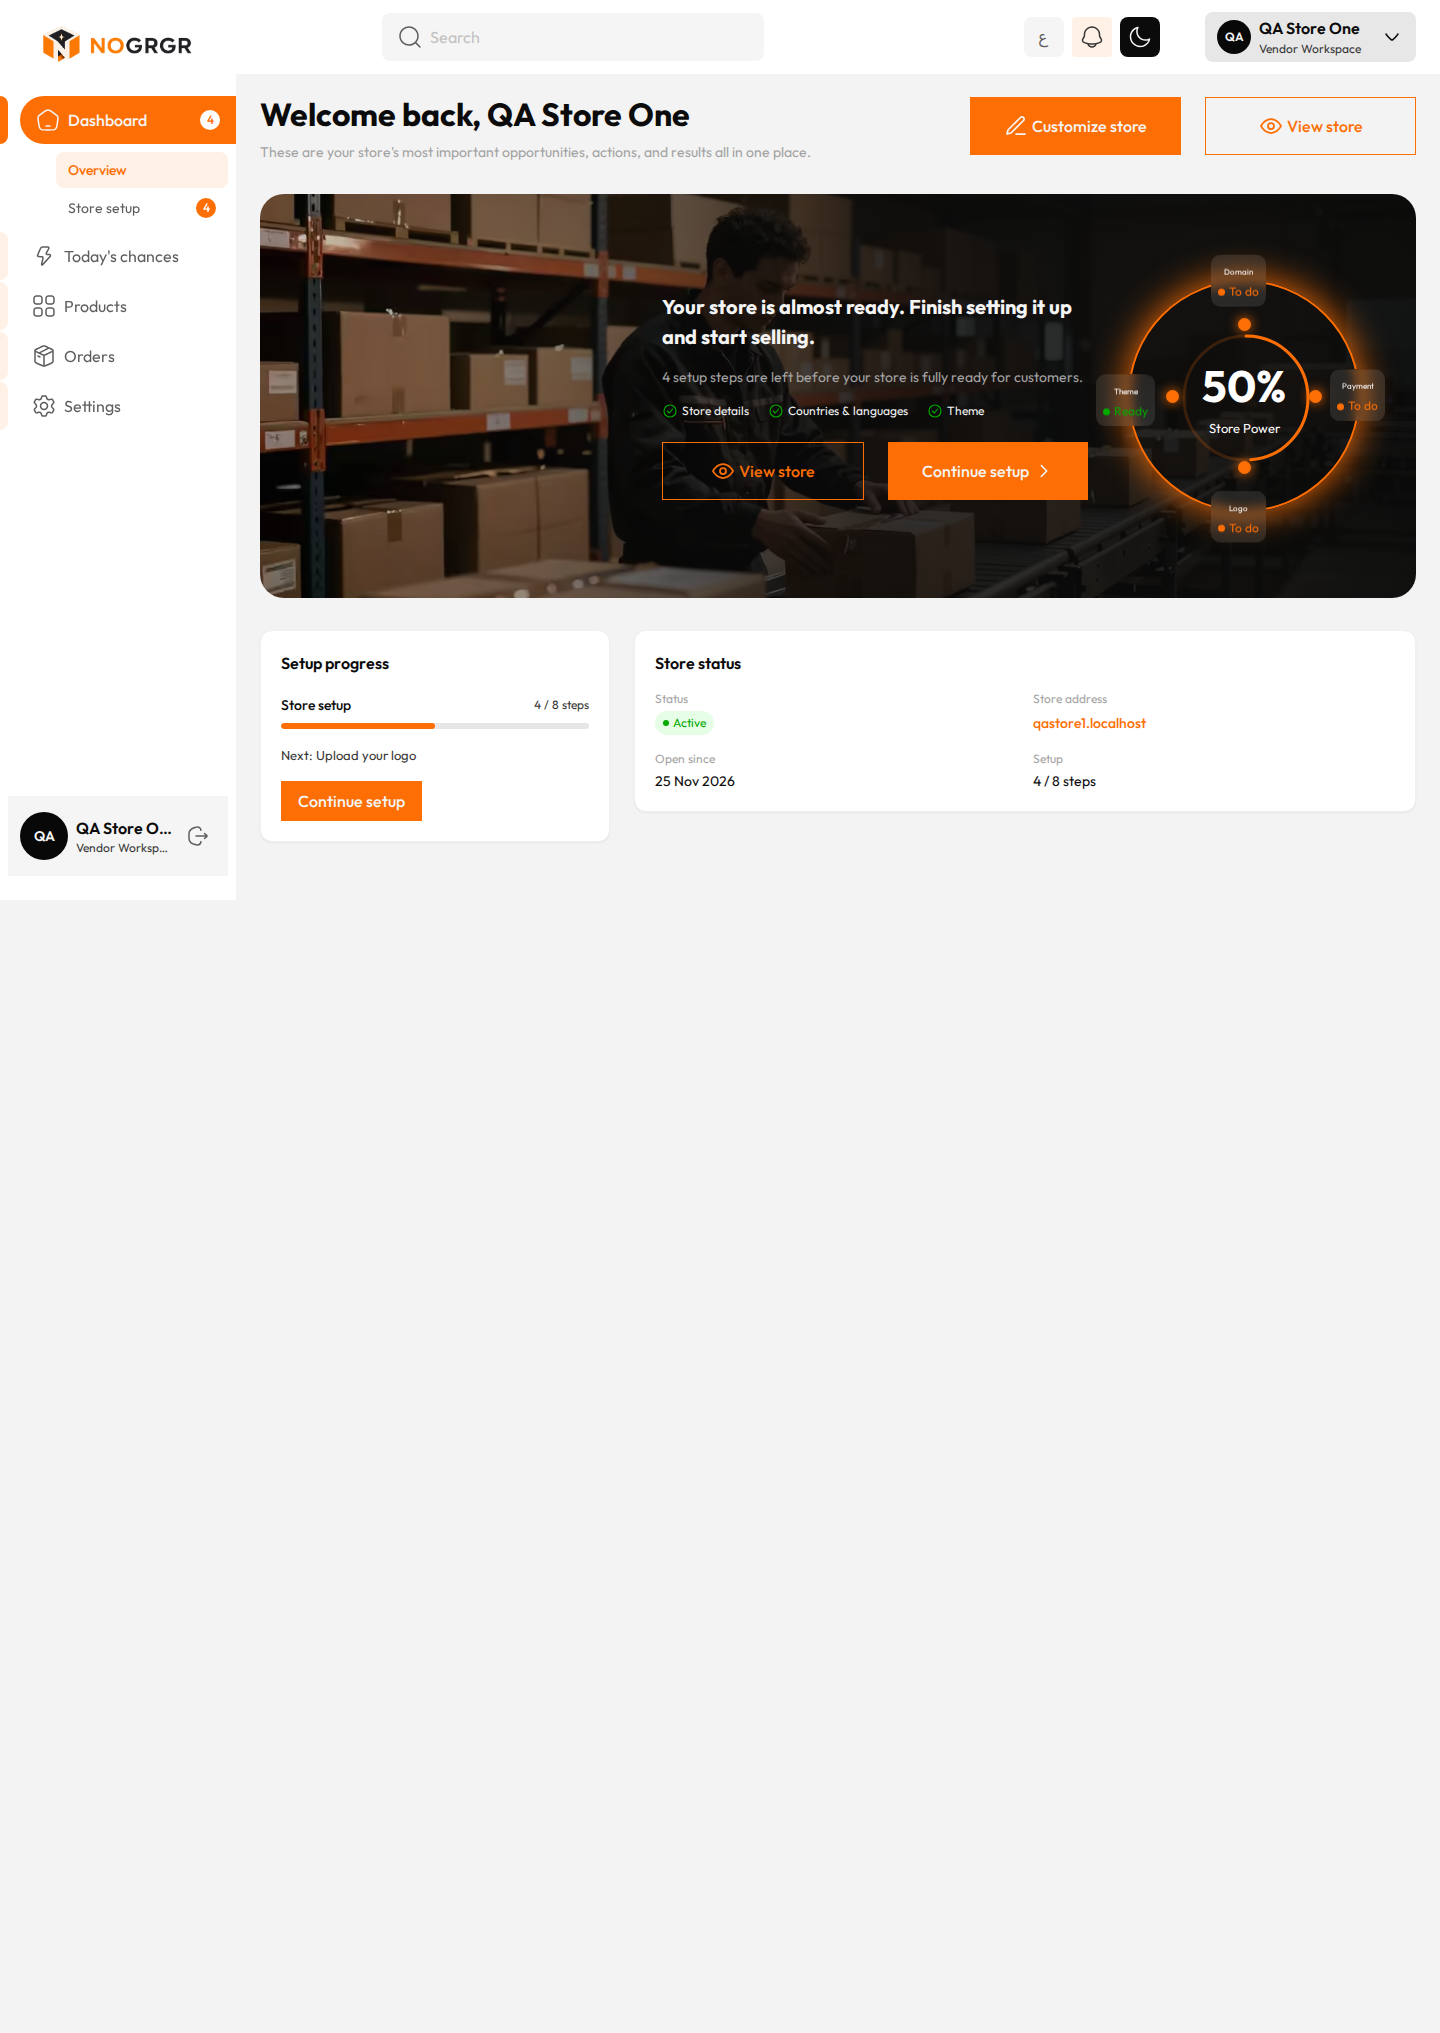 NOGRGR
Search
ع
QA
QA Store One
Vendor Workspace
Dashboard
4
Overview
Store setup
4
Today's chances
Products
Orders
Settings
QA
QA Store O...
Vendor Worksp...
Welcome back, QA Store One
These are your store's most important opportunities, actions, and results all in one place.
Customize store
View store
Your store is almost ready. Finish setting it up
and start selling.
4 setup steps are left before your store is fully ready for customers.
Store details
Countries & languages
Theme
View store
Continue setup
Domain
To do
Theme
Ready
50%
Store Power
Payment
To do
Logo
To do
Setup progress
Store setup
4 / 8 steps
Next: Upload your logo
Continue setup
Store status
Status
Active
Store address
qastore1.localhost
Open since
25 Nov 2026
Setup
4 / 8 steps